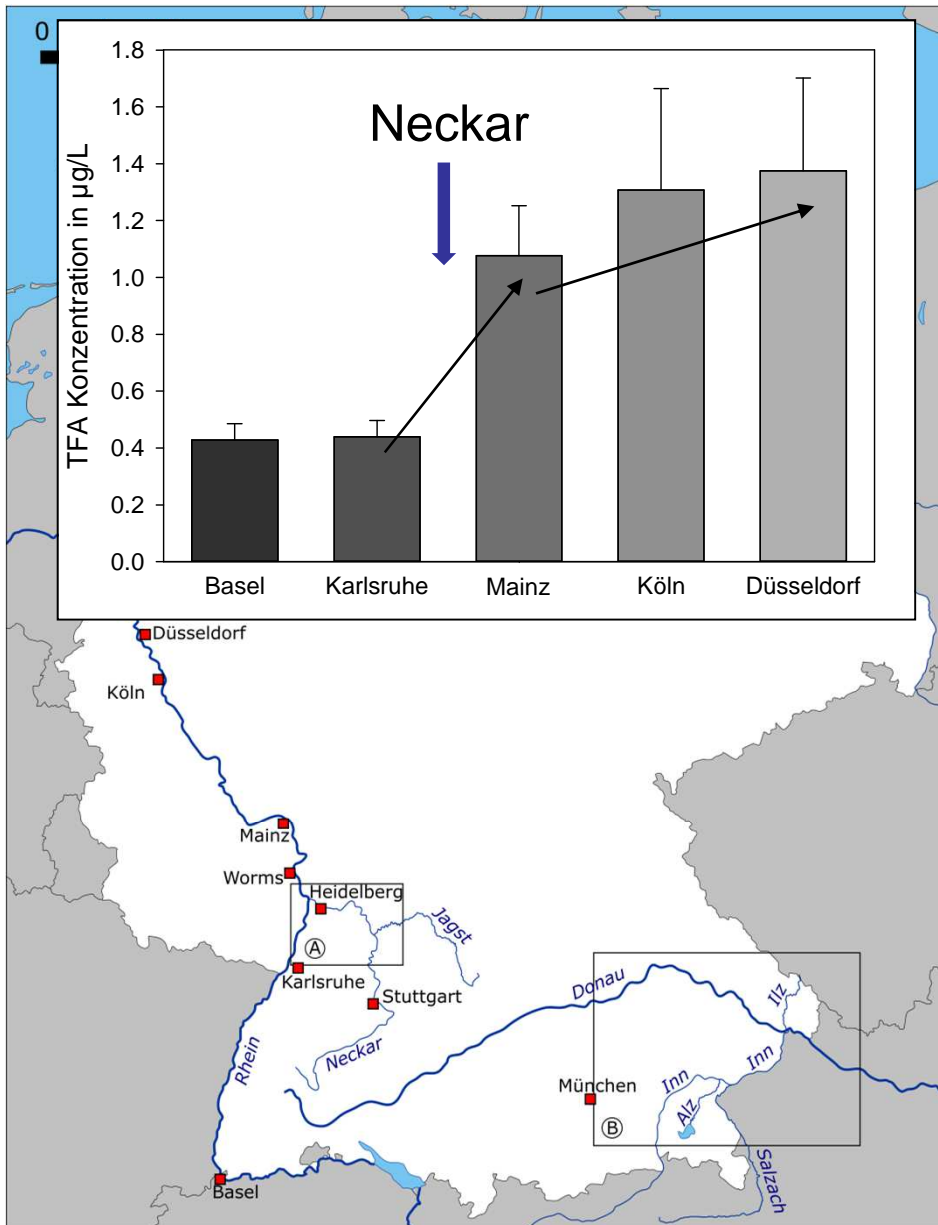 0
1.8
1.6
1.4
1.2
1.0
0.8
0.6
0.4
0.2
0.0
TFA Konzentration in µg/L
Neckar
Basel Karlsruhe Mainz Köln Düsseldorf
Düsseldorf
Köln
Mainz
Worms
Heidelberg
Jagst
A
Karlsruhe
Stuttgart
Donau
Ilz
Rhein
Neckar
Inn
Inn
München
Alz
B
Salzach
Basel